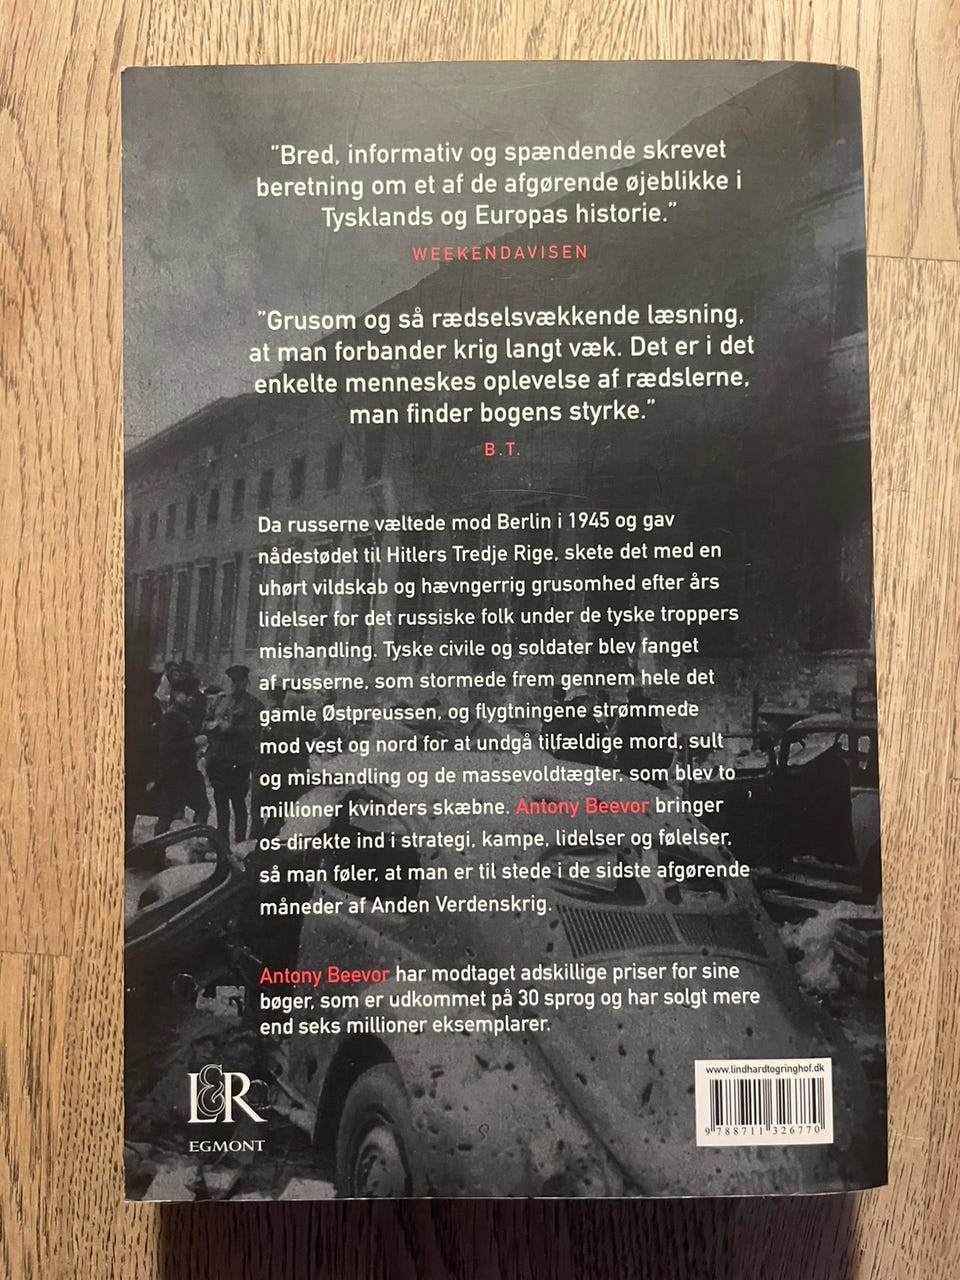 "Bred, informativ og spændende skrevet
beretning om et af de afgørende øjeblikke i
Tysklands og Europas historie."
WEEKENDAVISEN
"Grusom og så rædselsvækkende læsning,
at man forbander krig langt væk. Det er i det
enkelte menneskes oplevelse af rædslerne,
man finder bogens styrke."
B.T.
Da russerne væltede mod Berlin i 1945 og gav
nådestødet til Hitlers Tredje Rige, skete det med en
uhørt vildskab og hævngerrig grusomhed efter års
lidelser for det russiske folk under de tyske troppers
mishandling. Tyske civile og soldater blev fanget
af russerne, som stormede frem gennem hele det
gamle Østpreussen, og flygtningene strømmede
mod vest og nord for at undgå tilfældige mord, sult
og mishandling og de massevoldtægter, som blev to
millioner kvinders skæbne. Antony Beevor bringer
os direkte ind i strategi, kampe, lidelser og følelser,
så man føler, at man er til stede i de sidste afgørende
måneder af Anden Verdenskrig.
Antony Beevor har modtaget adskillige priser for sine
bøger, som er udkommet på 30 sprog og har solgt mere
end seks millioner eksemplarer.
L&R
EGMONT
www.lindhardtogringhof.dk
9 788711 326770